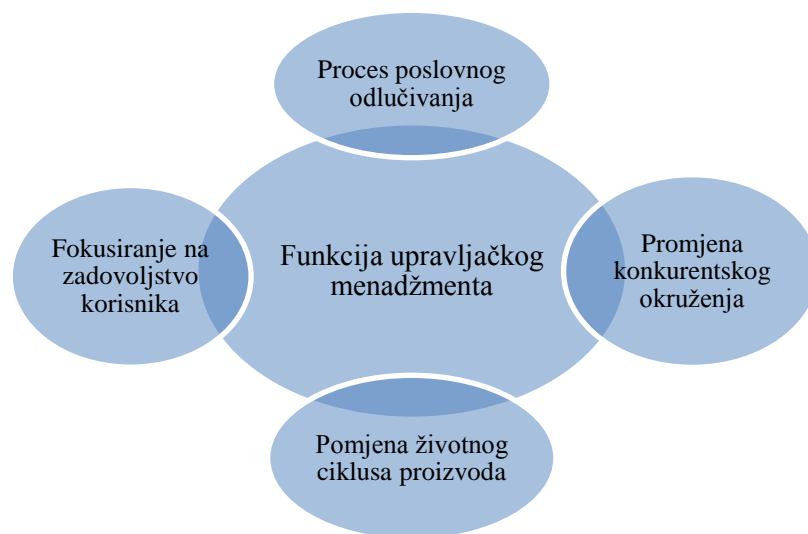 Proces poslovnog
odlučivanja
Fokusiranje na
zadovoljstvo
korisnika
Funkcija upravljačkog
menadžmenta
Promjena
konkurentskog
okruženja
Pomjena životnog
ciklusa proizvoda